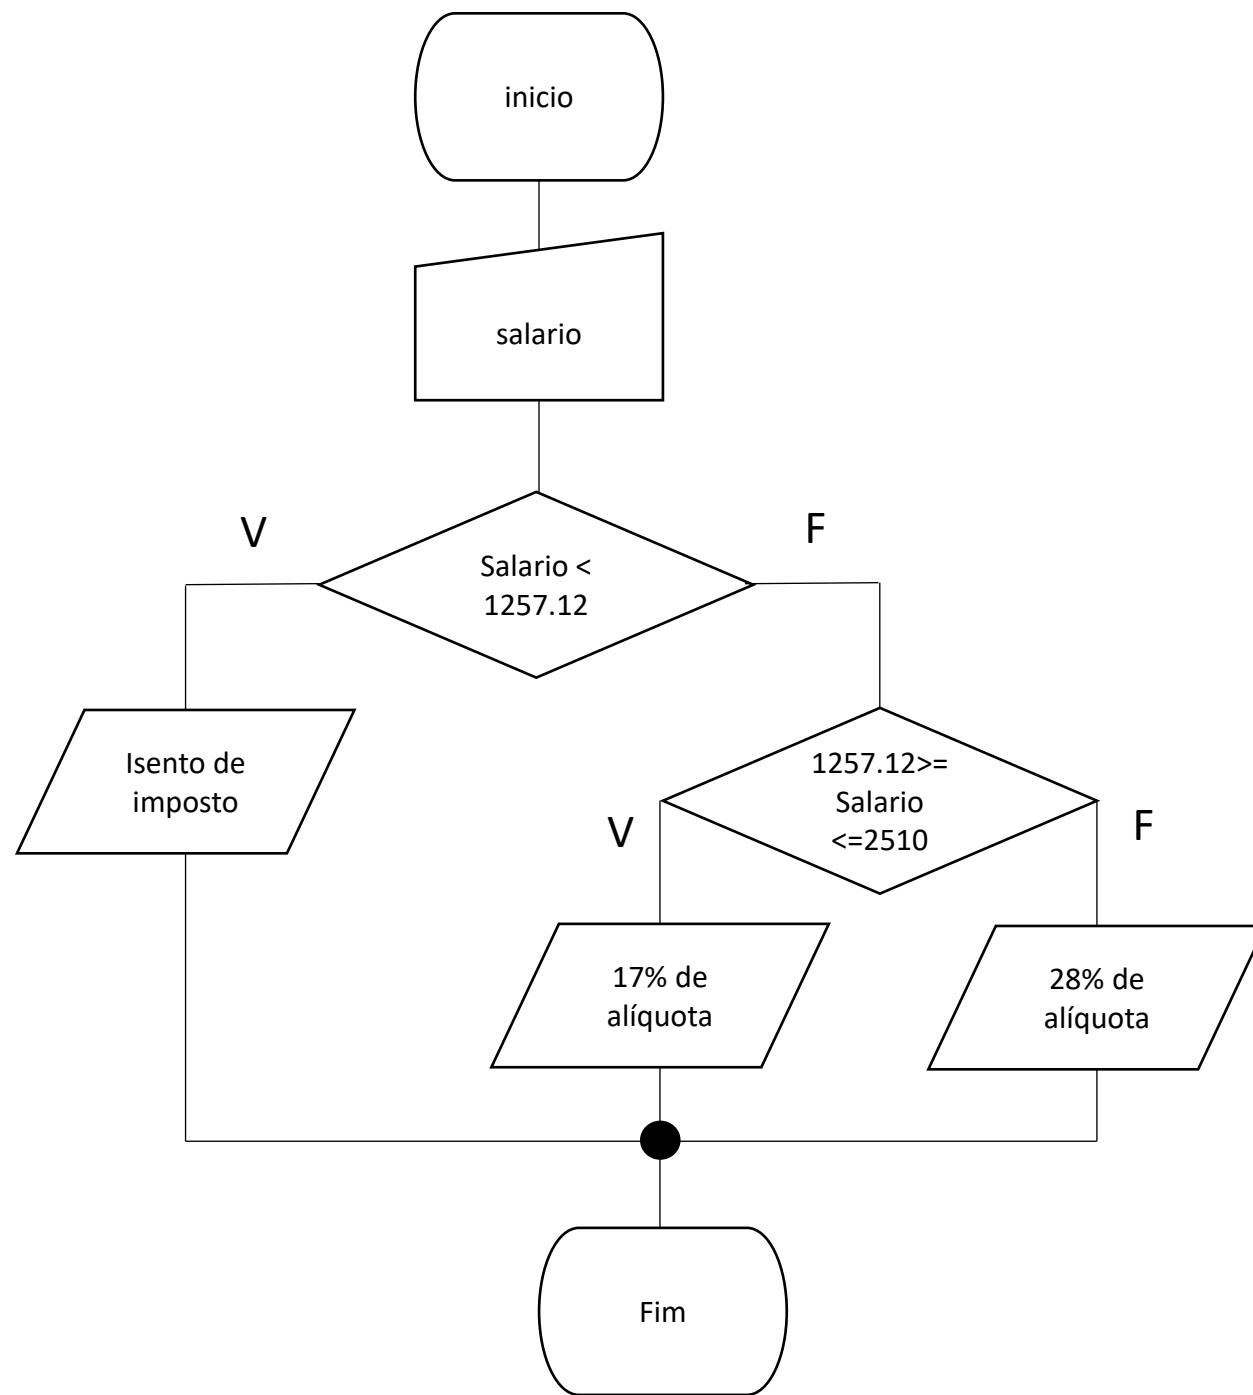 inicio
salario
V
F
Salario <
1257.12
Isento de
imposto
1257.12>=
Salario
<=2510
V
F
17% de
alíquota
28% de
alíquota
Fim